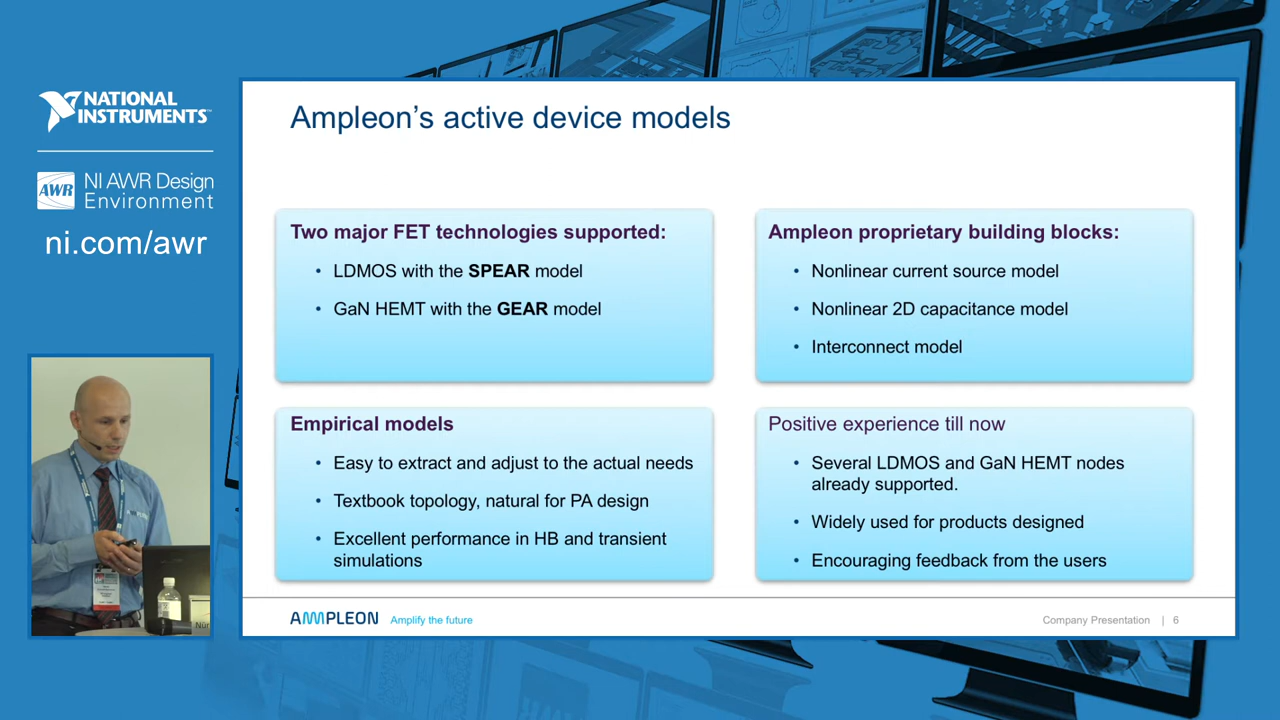 NATIONAL
INSTRUMENTS
AWR
NI AWR Design
Environment
ni.com/awr
Ampleon's active device models
Two major FET technologies supported:
• LDMOS with the SPEAR model
• GaN HEMT with the GEAR model
Ampleon proprietary building blocks:
• Nonlinear current source model
• Nonlinear 2D capacitance model
• Interconnect model
Empirical models
• Easy to extract and adjust to the actual needs
• Textbook topology, natural for PA design
• Excellent performance in HB and transient
simulations
Positive experience till now
• Several LDMOS and GaN HEMT nodes
already supported.
• Widely used for products designed
• Encouraging feedback from the users
AMPLEON Amplify the future
Company Presentation | 6